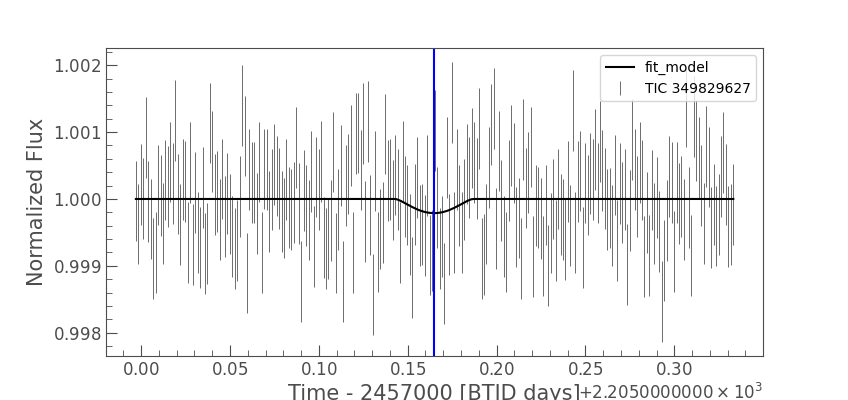 fit_model
TIC 349829627
1.002
1.001
1.000
0.999
0.998
Normalized Flux
0.00 0.05 0.10 0.15 0.20 0.25 0.30
Time - 2457000 [BTJD days]
+2.2050000000 × 10³